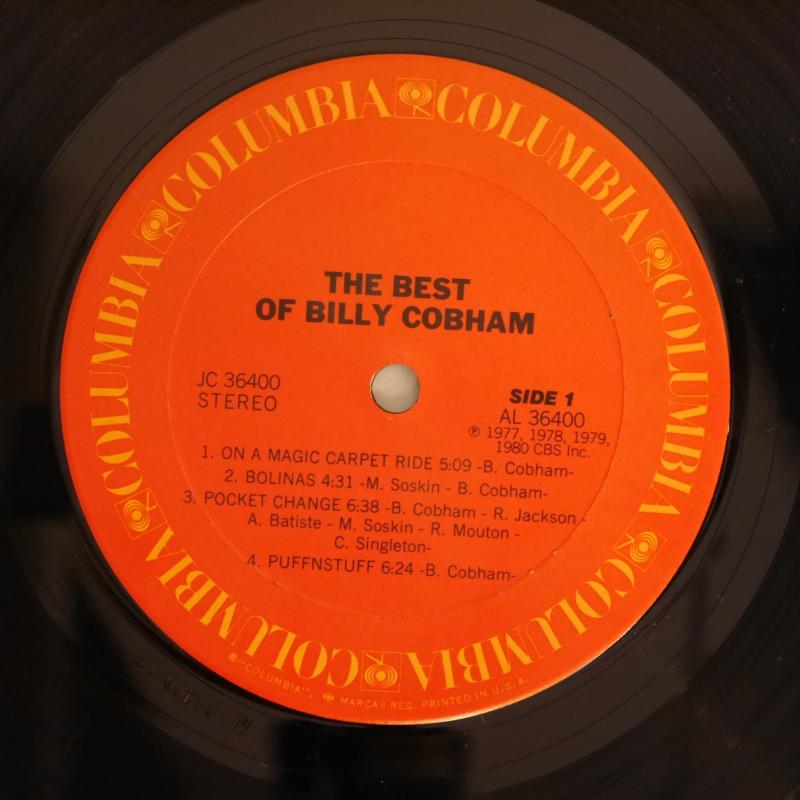 COLUMBIA COLUMBIA COLUMBIA COLUMBIA COLUMBIA COLUMBIA COLUMBIA COLUMBIA
THE BEST
OF BILLY COBHAM
JC 36400
STEREO
SIDE 1
AL 36400
℗ 1977, 1978, 1979,
1980 CBS Inc.
1. ON A MAGIC CARPET RIDE 5:09 -B. Cobham-
2. BOLINAS 4:31 -M. Soskin - B. Cobham-
3. POCKET CHANGE 6:38 -B. Cobham - R. Jackson -
A. Batiste - M. Soskin - R. Mouton -
C. Singleton-
4. PUFFNSTUFF 6:24 -B. Cobham-
®"COLUMBIA", MARCAS REG. PRINTED IN U.S.A.